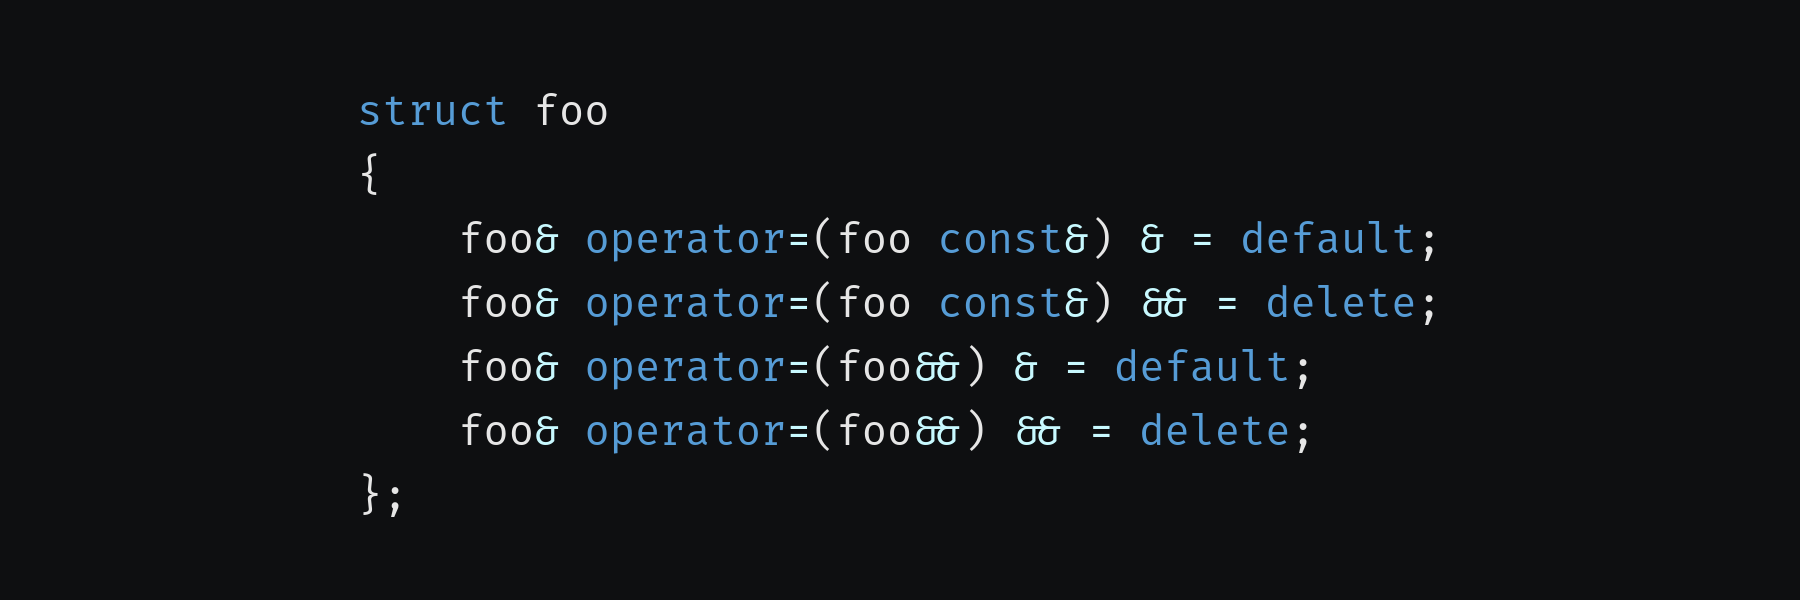 struct foo
{
    foo& operator=(foo const&) & = default;
    foo& operator=(foo const&) && = delete;
    foo& operator=(foo&&) & = default;
    foo& operator=(foo&&) && = delete;
};